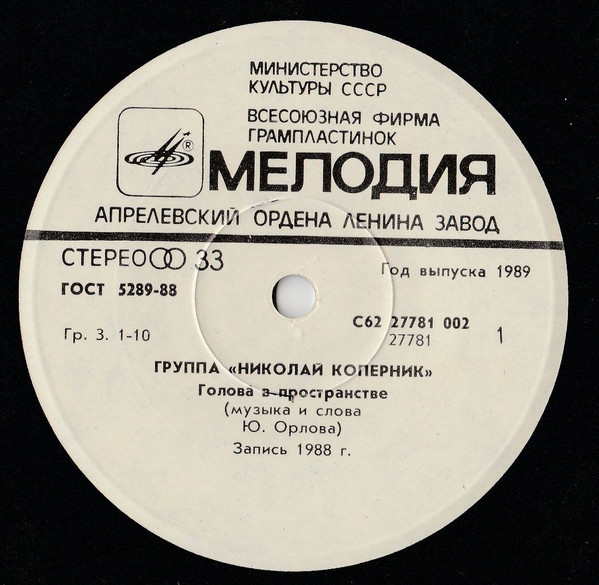 МИНИСТЕРСТВО
КУЛЬТУРЫ СССР
ВСЕСОЮЗНАЯ ФИРМА
ГРАМПЛАСТИНОК
®
МЕЛОДИЯ
АПРЕЛЕВСКИЙ ОРДЕНА ЛЕНИНА ЗАВОД
СТЕРЕО 33
Год выпуска 1989
ГОСТ 5289-88
С62 27781 002
Гр. 3. 1-10
27781
1
ГРУППА «НИКОЛАЙ КОПЕРНИК»
Голова в пространстве
(музыка и слова
Ю. Орлова)
Запись 1988 г.